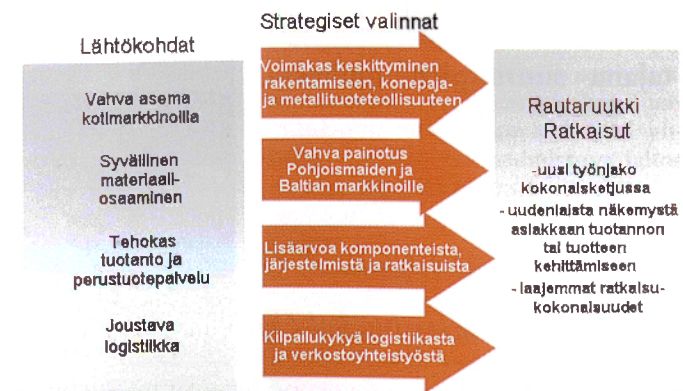 Strategiset valinnat
Lähtökohdat
Vahva asema
kotimarkkinoilla
Syvällinen
materiaali-
osaaminen
Tehokas
tuotanto ja
perustuotepalvelu
Joustava
logistiikka
Voimakas keskittyminen
rakentamiseen, konepaja-
ja metallituoteteollisuuteen
Vahva painotus
Pohjoismaiden ja
Baltian markkinoille
Lisäarvoa komponenteista,
järjestelmistä ja ratkaisuista
Kilpailukykyä logistiikasta
ja verkostoyhteistyöstä
Rautaruukki
Ratkaisut
-uusi työnjako
kokonaisketjussa
-uudenlaista näkemystä
asiakkaan tuotannon
tai tuotteen
kehittämiseen
-laajemmat ratkaisu-
kokonaisuudet